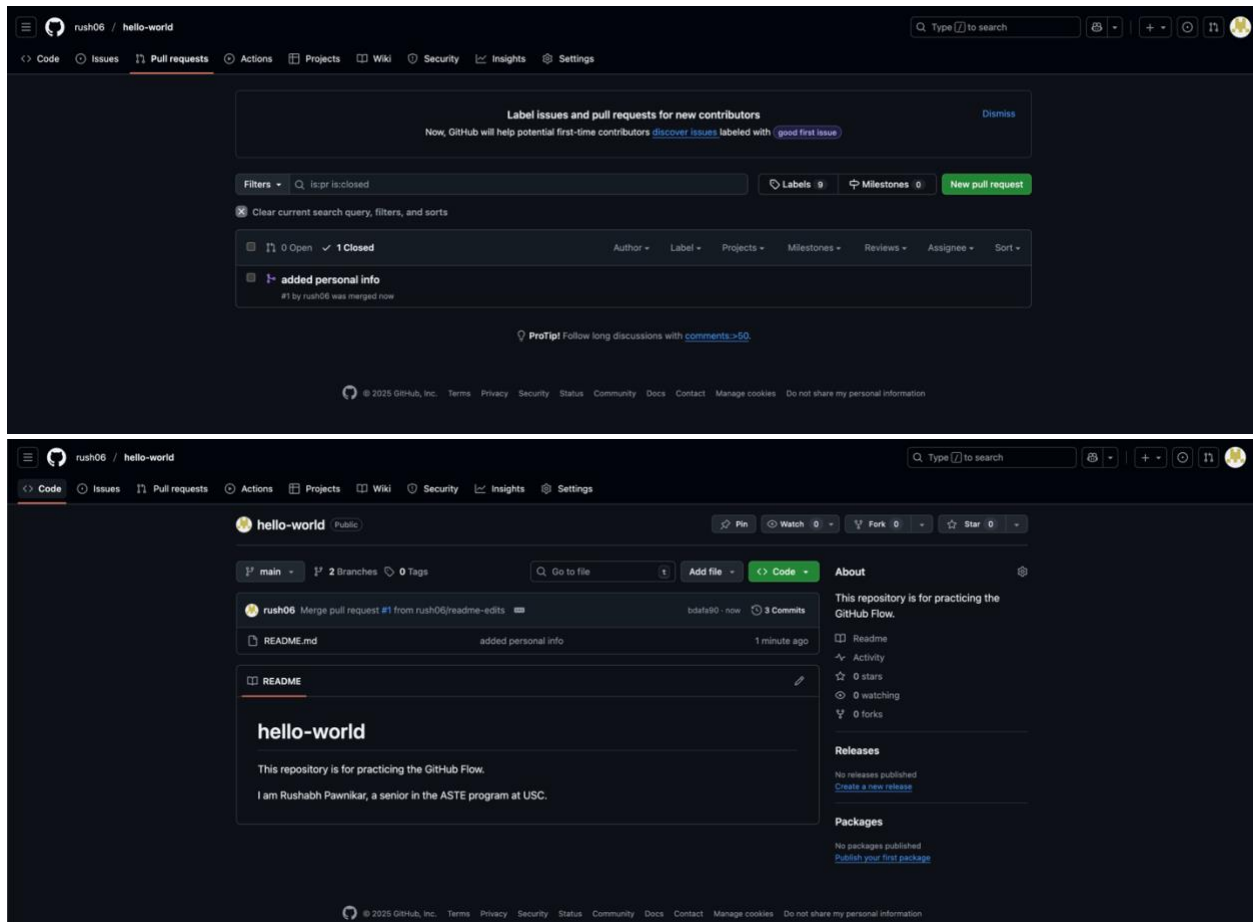 rush06 / hello-world
Type / to search
Code Issues Pull requests Actions Projects Wiki Security Insights Settings
Label issues and pull requests for new contributors
Dismiss
Now, GitHub will help potential first-time contributors discover issues labeled with good first issue
Filters is:pr is:closed Labels 9 Milestones 0 New pull request
Clear current search query, filters, and sorts
0 Open 1 Closed Author Label Projects Milestones Reviews Assignee Sort
added personal info
#1 by rush06 was merged now
ProTip! Follow long discussions with comments:>50.
© 2025 GitHub, Inc. Terms Privacy Security Status Community Docs Contact Manage cookies Do not share my personal information
rush06 / hello-world
Type / to search
Code Issues Pull requests Actions Projects Wiki Security Insights Settings
hello-world Public
Pin Watch 0 Fork 0 Star 0
main 2 Branches 0 Tags Go to file t Add file Code
rush06 Merge pull request #1 from rush06/readme-edits bdafa90 · now 3 Commits
README.md added personal info 1 minute ago
README
hello-world
This repository is for practicing the GitHub Flow.
I am Rushabh Pawnikar, a senior in the ASTE program at USC.
About
This repository is for practicing the
GitHub Flow.
Readme
Activity
0 stars
0 watching
0 forks
Releases
No releases published
Create a new release
Packages
No packages published
Publish your first package
© 2025 GitHub, Inc. Terms Privacy Security Status Community Docs Contact Manage cookies Do not share my personal information